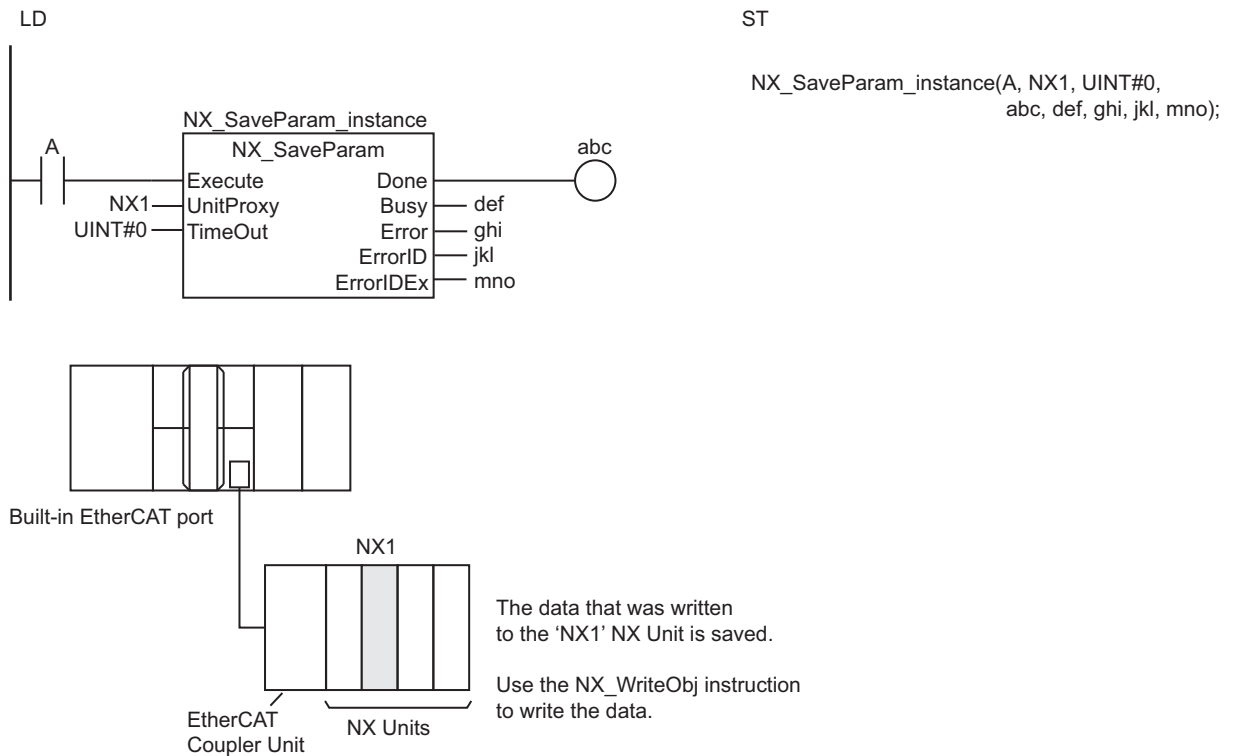 LD
ST
NX_SaveParam_instance(A, NX1, UINT#0,
abc, def, ghi, jkl, mno);
NX_SaveParam_instance
A
NX_SaveParam
abc
Execute Done
NX1 UnitProxy Busy def
UINT#0 TimeOut Error ghi
ErrorID jkl
ErrorIDEx mno
Built-in EtherCAT port
NX1
The data that was written
to the ‘NX1’ NX Unit is saved.
Use the NX_WriteObj instruction
to write the data.
EtherCAT
Coupler Unit
NX Units